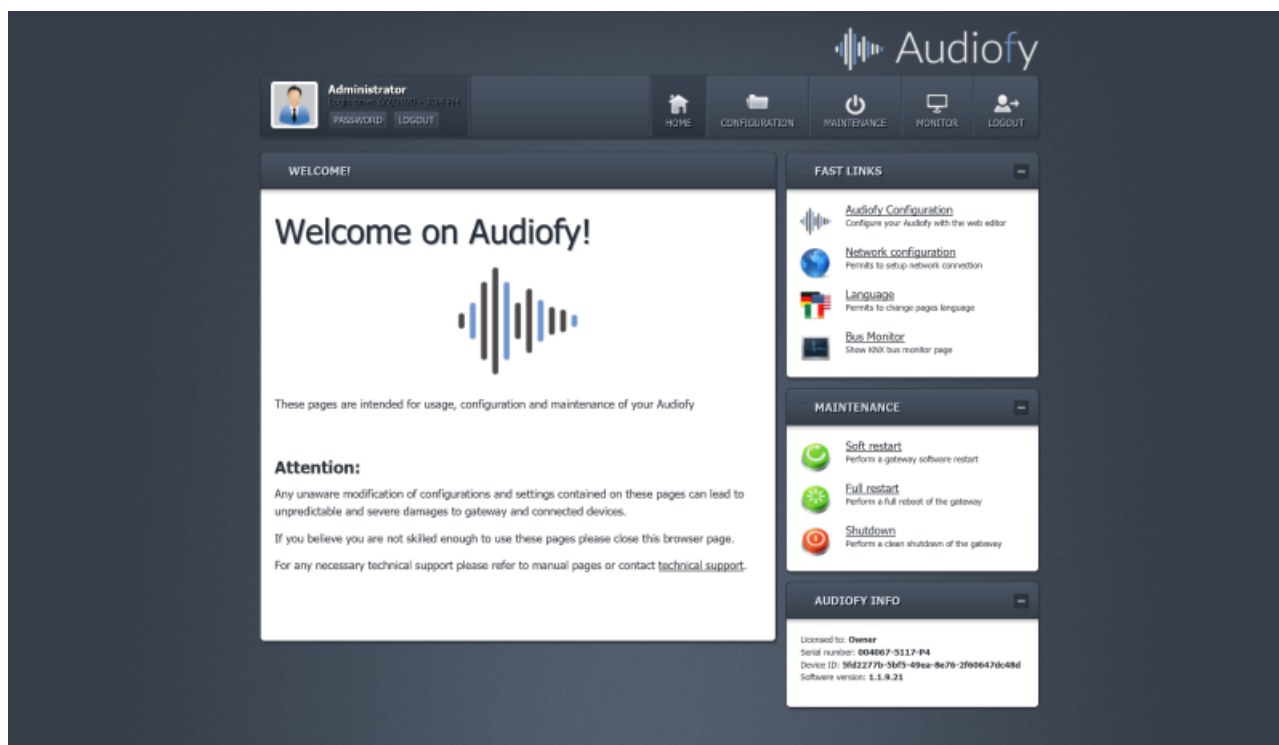 Audiofy
Administrator
PASSWORD LOGOUT
HOME CONFIGURATION MAINTENANCE MONITOR LOGOUT
WELCOME!
Welcome on Audiofy!
These pages are intended for usage, configuration and maintenance of your Audiofy
Attention:
Any unaware modification of configurations and settings contained on these pages can lead to
unpredictable and severe damages to gateway and connected devices.
If you believe you are not skilled enough to use these pages please close this browser page.
For any necessary technical support please refer to manual pages or contact technical support.
FAST LINKS
Audiofy Configuration
Configure your Audiofy with the web editor
Network configuration
Permits to setup network connection
Language
Permits to change pages lenguage
Bus Monitor
Show KNX bus monitor page
MAINTENANCE
Soft restart
Perform a gateway software restart
Full restart
Perform a full reboot of the gateway
Shutdown
Perform a clean shutdown of the gateway
AUDIOFY INFO
Licensed to: Owner
Serial number: 004067-5117-P4
Device ID: 5fd2277b-5bf5-49ea-8e76-2f60647dc48d
Software version: 1.1.9.21